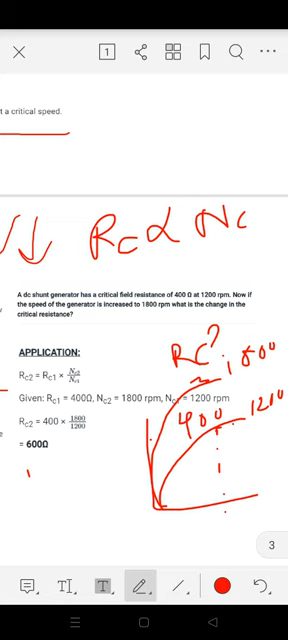 1
t a critical speed.
Rc ∝ Nc
A dc shunt generator has a critical field resistance of 400 Ω at 1200 rpm. Now if
the speed of the generator is increased to 1800 rpm what is the change in the
critical resistance?
APPLICATION:
Rc2 = Rc1 × Nc2/Nc1
Given: Rc1 = 400Ω, Nc2 = 1800 rpm, Nc1 = 1200 rpm
Rc2 = 400 × 1800/1200
= 600Ω
Rc?
1800
400
1200
3
T
T